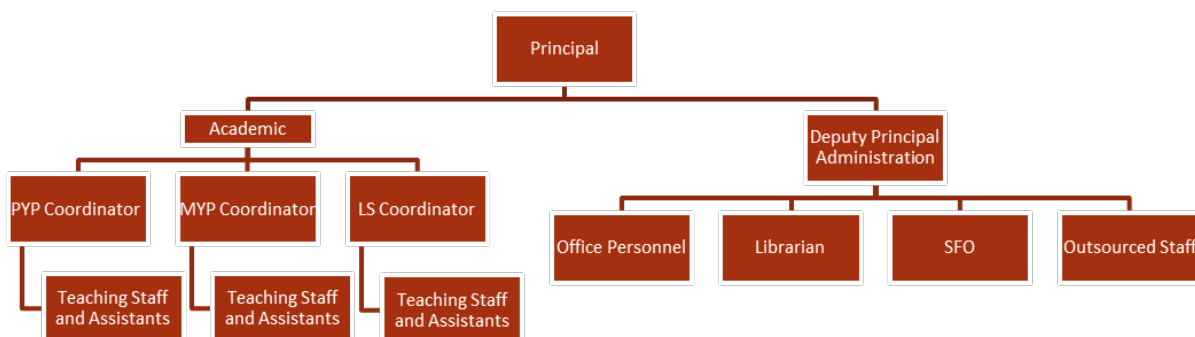 Principal
Academic
Deputy Principal
Administration
PYP Coordinator
MYP Coordinator
LS Coordinator
Office Personnel
Librarian
SFO
Outsourced Staff
Teaching Staff
and Assistants
Teaching Staff
and Assistants
Teaching Staff
and Assistants